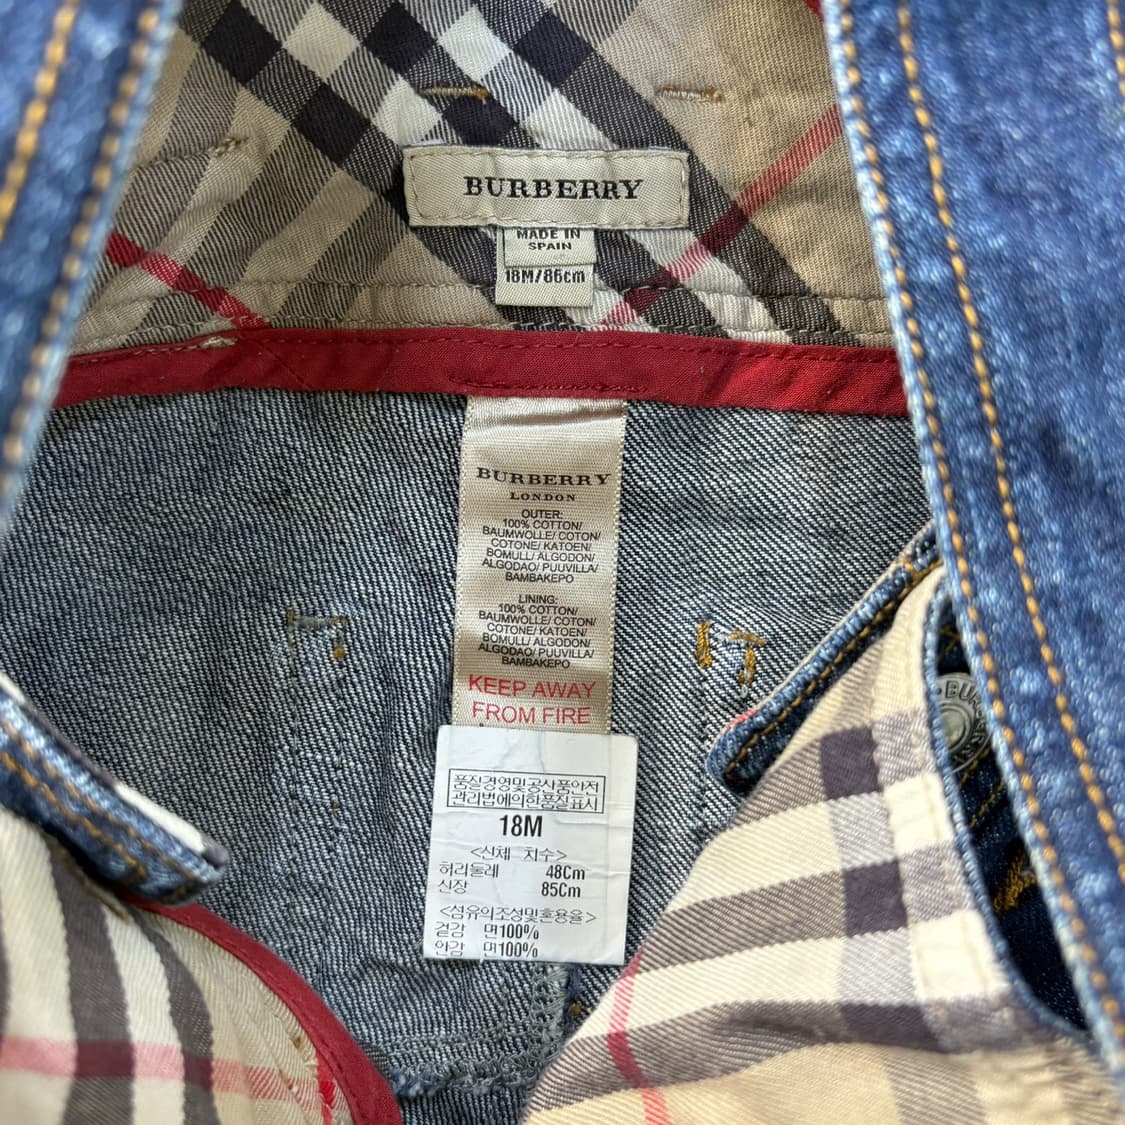 BURBERRY
MADE IN
SPAIN
18M/86cm
BURBERRY
LONDON
OUTER:
100% COTTON/
BAUMWOLLE/ COTON/
COTONE/ KATOEN/
BOMULL/ ALGODON/
ALGODAO/ PUUVILLA/
BAMBAKEPO
LINING:
100% COTTON/
BAUMWOLLE/ COTON/
COTONE/ KATOEN/
BOMULL/ ALGODON/
ALGODAO/ PUUVILLA/
BAMBAKEPO
KEEP AWAY
FROM FIRE
품질경영및공산품안전
관리법에의한품질표시
18M
<신체 치수>
허리둘레 48Cm
신장 85Cm
<섬유의조성및혼용율>
겉감 면100%
안감 면100%